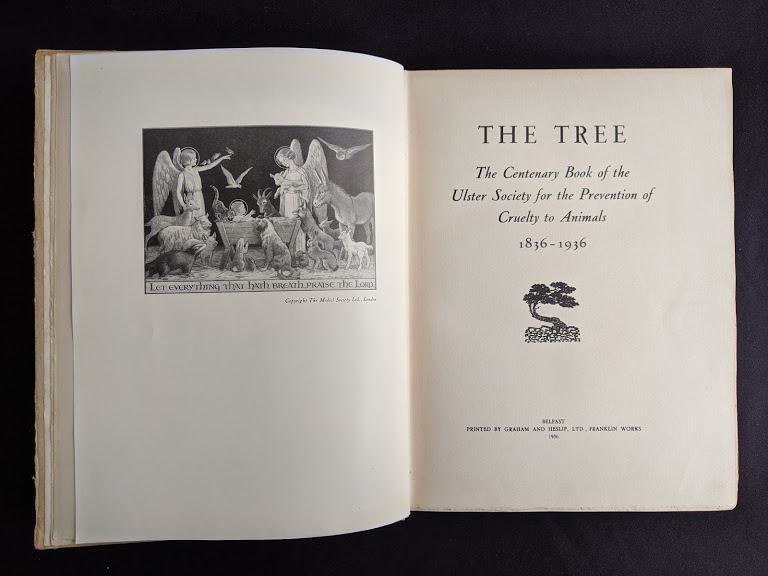 LET EVERYTHING THAT HATH BREATH PRAISE THE LORD
Copyright The Medici Society Ltd., London
THE TREE
The Centenary Book of the
Ulster Society for the Prevention of
Cruelty to Animals
1836-1936
BELFAST
PRINTED BY GRAHAM AND HESLIP, LTD., FRANKLIN WORKS
1936